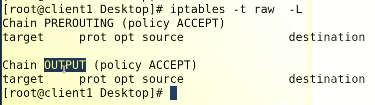 [root@client1 Desktop]# iptables -t raw  -L
Chain PREROUTING (policy ACCEPT)
target     prot opt source               destination

Chain OUTPUT (policy ACCEPT)
target     prot opt source               destination
[root@client1 Desktop]#